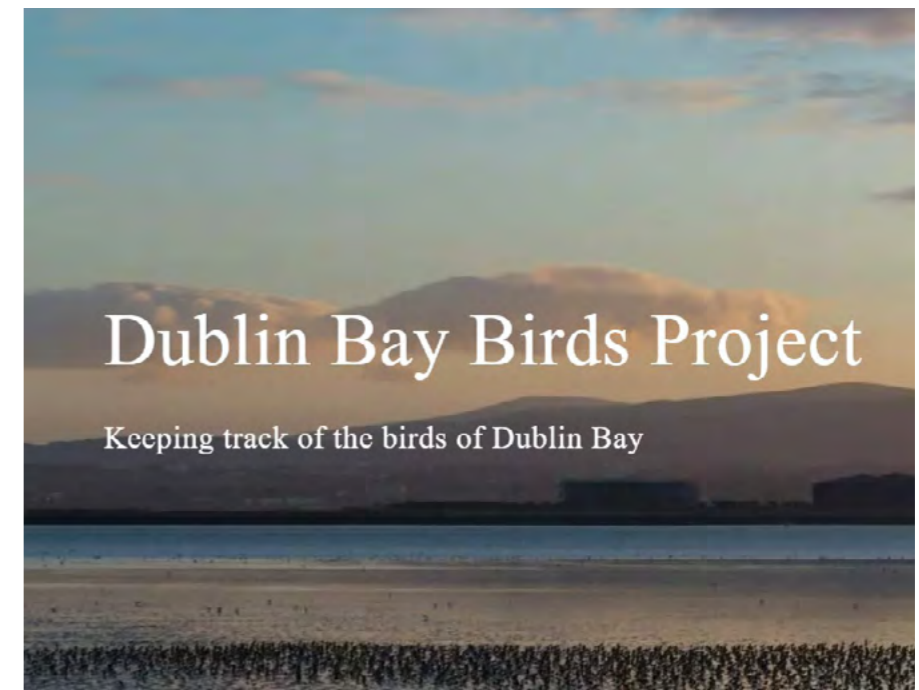 Dublin Bay Birds Project
Keeping track of the birds of Dublin Bay